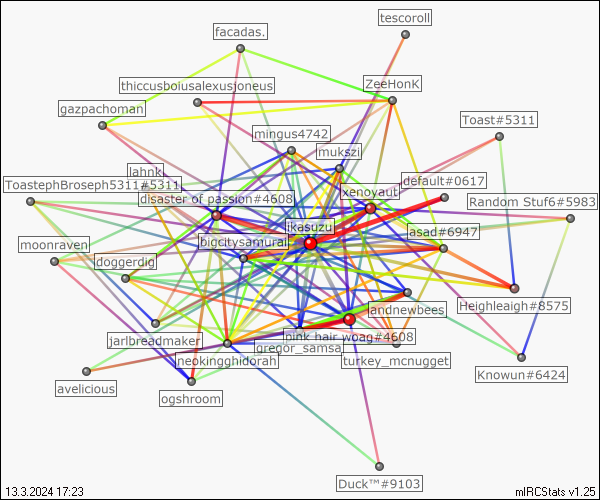 tescoroll
facadas.
thiccusboiusalexusjoneus
ZeeHonK
gazpachoman
Toast#5311
mingus4742
mukszi
lahnk
ToastephBroseph5311#5311
default#0617
disaster of passion#4608
xenoyaut
Random Stuf6#5983
ikasuzu
asad#6947
moonraven
bigcitysamurai
doggerdig
Heighleaigh#8575
landnewbees
jarlbreadmaker
pink hair woag#4608
gregor_samsa
neokingghidorah
turkey_mcnugget
Knowun#6424
avelicious
ogshroom
Duck™#9103
13.3.2024 17:23
mIRCStats v1.25